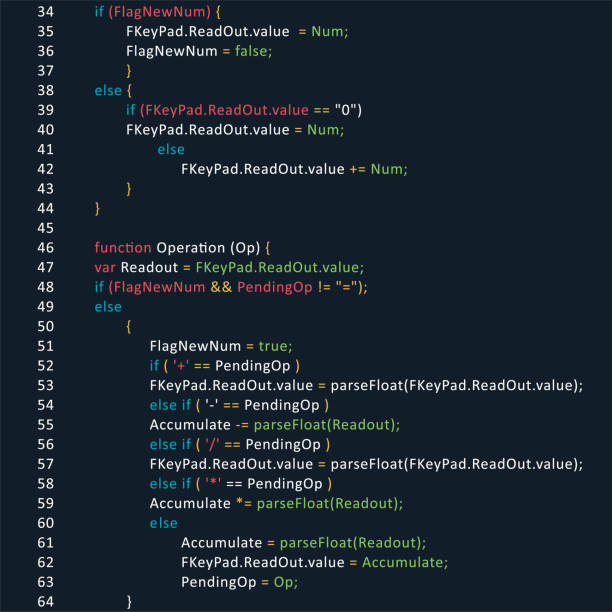 34 if (FlagNewNum) {
35 FKeyPad.ReadOut.value = Num;
36 FlagNewNum = false;
37 }
38 else {
39 if (FKeyPad.ReadOut.value == "0")
40 FKeyPad.ReadOut.value = Num;
41 else
42 FKeyPad.ReadOut.value += Num;
43 }
44 }
45
46 function Operation (Op) {
47 var Readout = FKeyPad.ReadOut.value;
48 if (FlagNewNum && PendingOp != "=");
49 else
50 {
51 FlagNewNum = true;
52 if ( '+' == PendingOp )
53 FKeyPad.ReadOut.value = parseFloat(FKeyPad.ReadOut.value);
54 else if ( '-' == PendingOp )
55 Accumulate -= parseFloat(Readout);
56 else if ( '/' == PendingOp )
57 FKeyPad.ReadOut.value = parseFloat(FKeyPad.ReadOut.value);
58 else if ( '*' == PendingOp )
59 Accumulate *= parseFloat(Readout);
60 else
61 Accumulate = parseFloat(Readout);
62 FKeyPad.ReadOut.value = Accumulate;
63 PendingOp = Op;
64 }